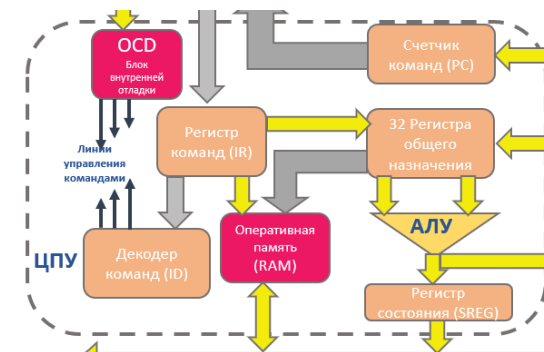 OCD
Блок
внутренней
отладки
Счетчик
команд (PC)
Линии
управления
командами
Регистр
команд (IR)
32 Регистра
общего
назначения
ЦПУ
Декодер
команд (ID)
Оперативная
память
(RAM)
АЛУ
Регистр
состояния (SREG)